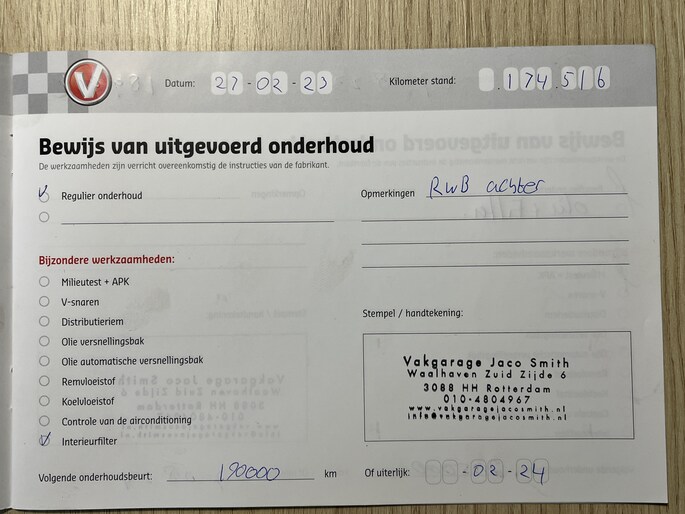 V
Datum: 27-02-23
Kilometer stand: .174.516
Bewijs van uitgevoerd onderhoud
De werkzaamheden zijn verricht overeenkomstig de instructies van de fabrikant.
Regulier onderhoud
Opmerkingen RWB achter
Bijzondere werkzaamheden:
Milieutest + APK
V-snaren
Distributieriem
Olie versnellingsbak
Olie automatische versnellingsbak
Remvloeistof
Koelvloeistof
Controle van de airconditioning
Interieurfilter
Stempel / handtekening:
Vakgarage Jaco Smith
Waalhaven Zuid Zijde 6
3088 HH Rotterdam
010-4804967
www.vakgaragejacosmith.nl
info@vakgaragejacosmith.nl
Volgende onderhoudsbeurt: 190000 km
Of uiterlijk: -02-24